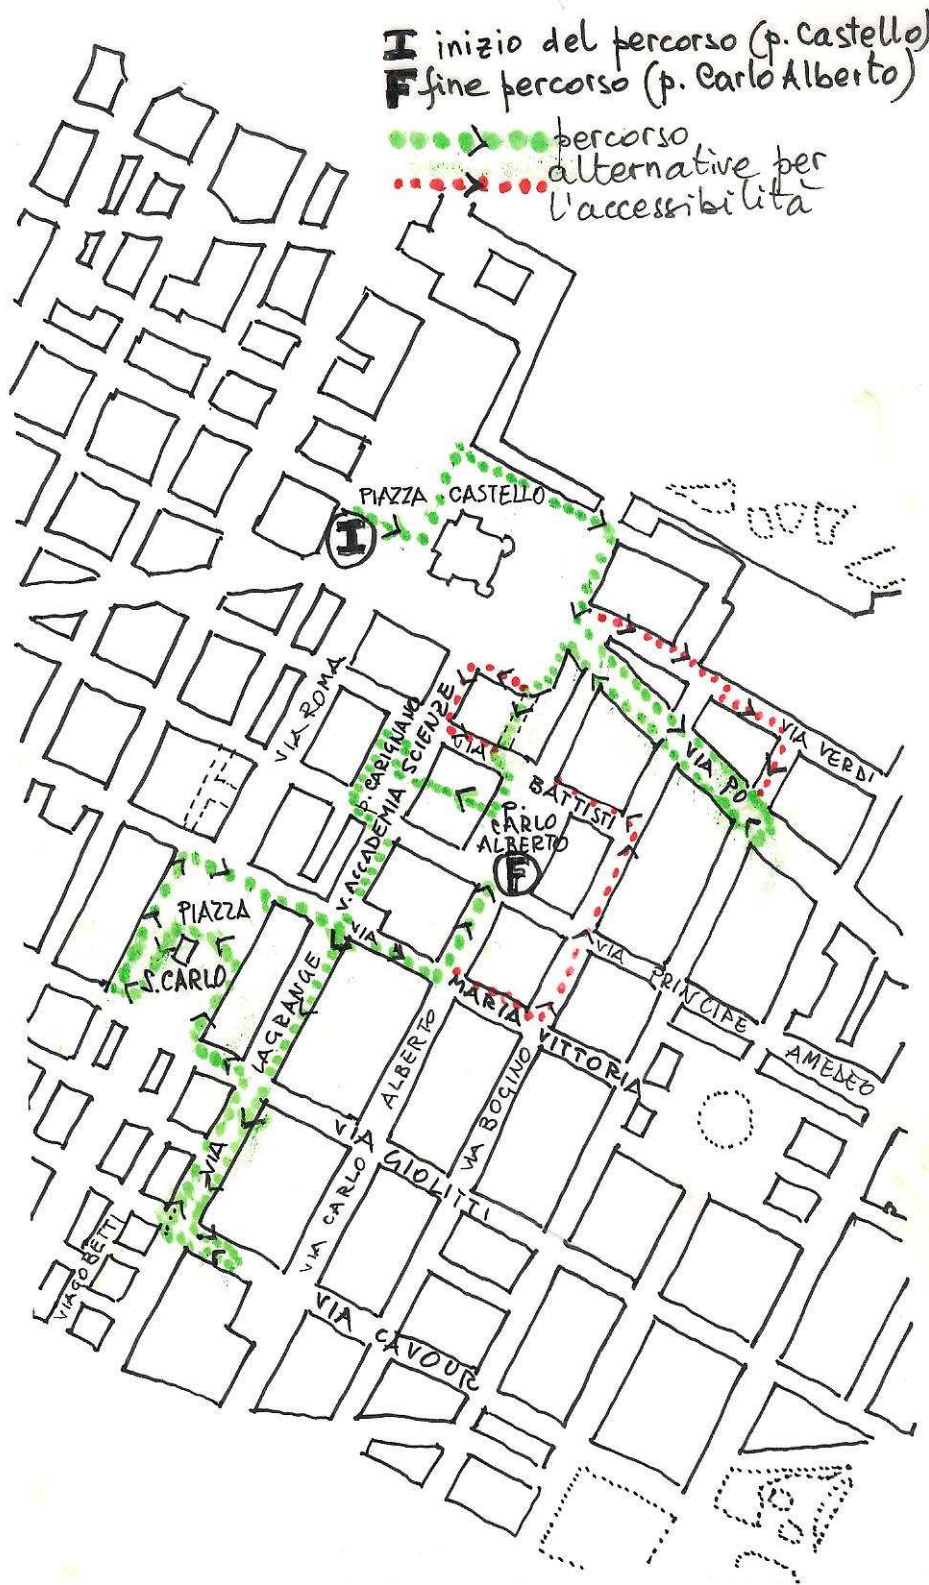 I inizio del percorso (p. Castello)
F fine percorso (p. Carlo Alberto)
percorso
alternative per
l'accessibilità
PIAZZA CASTELLO
I
VIA ROMA
P. CARIGNANO
V. ACCADEMIA SCIENZE
VIA BATTISTI
VIA PO
VIA VERDI
P.
CARLO
ALBERTO
F
PIAZZA
S. CARLO
VIA LAGRANGE
VIA MARIA VITTORIA
VIA PRINCIPE AMEDEO
VIA CARLO ALBERTO
VIA BOGINO
VIA GIOLITTI
VIA GOBETTI
VIA CAVOUR